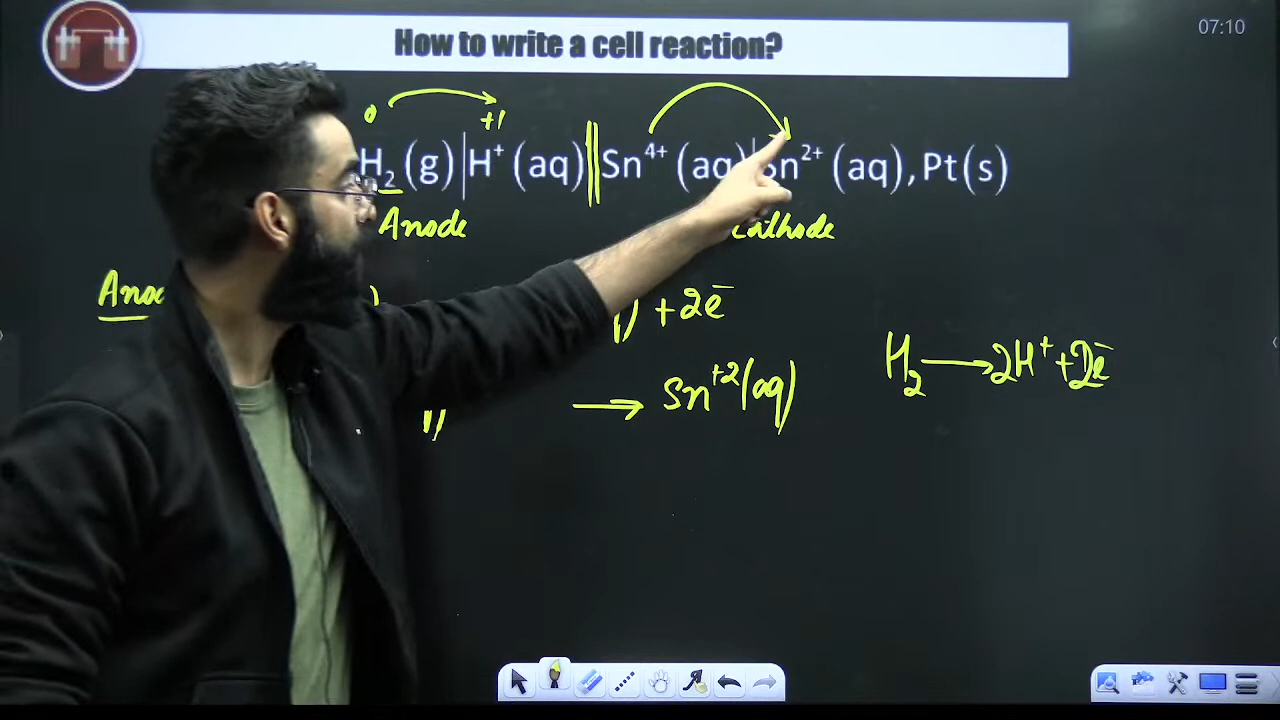 How to write a cell reaction?
07:10
0 +1
H₂(g)|H⁺(aq)||Sn⁴⁺(aq)|Sn²⁺(aq),Pt(s)
Anode Cathode
+ 2e⁻
H₂ → 2H⁺ + 2e⁻
→ Sn⁺²(aq)